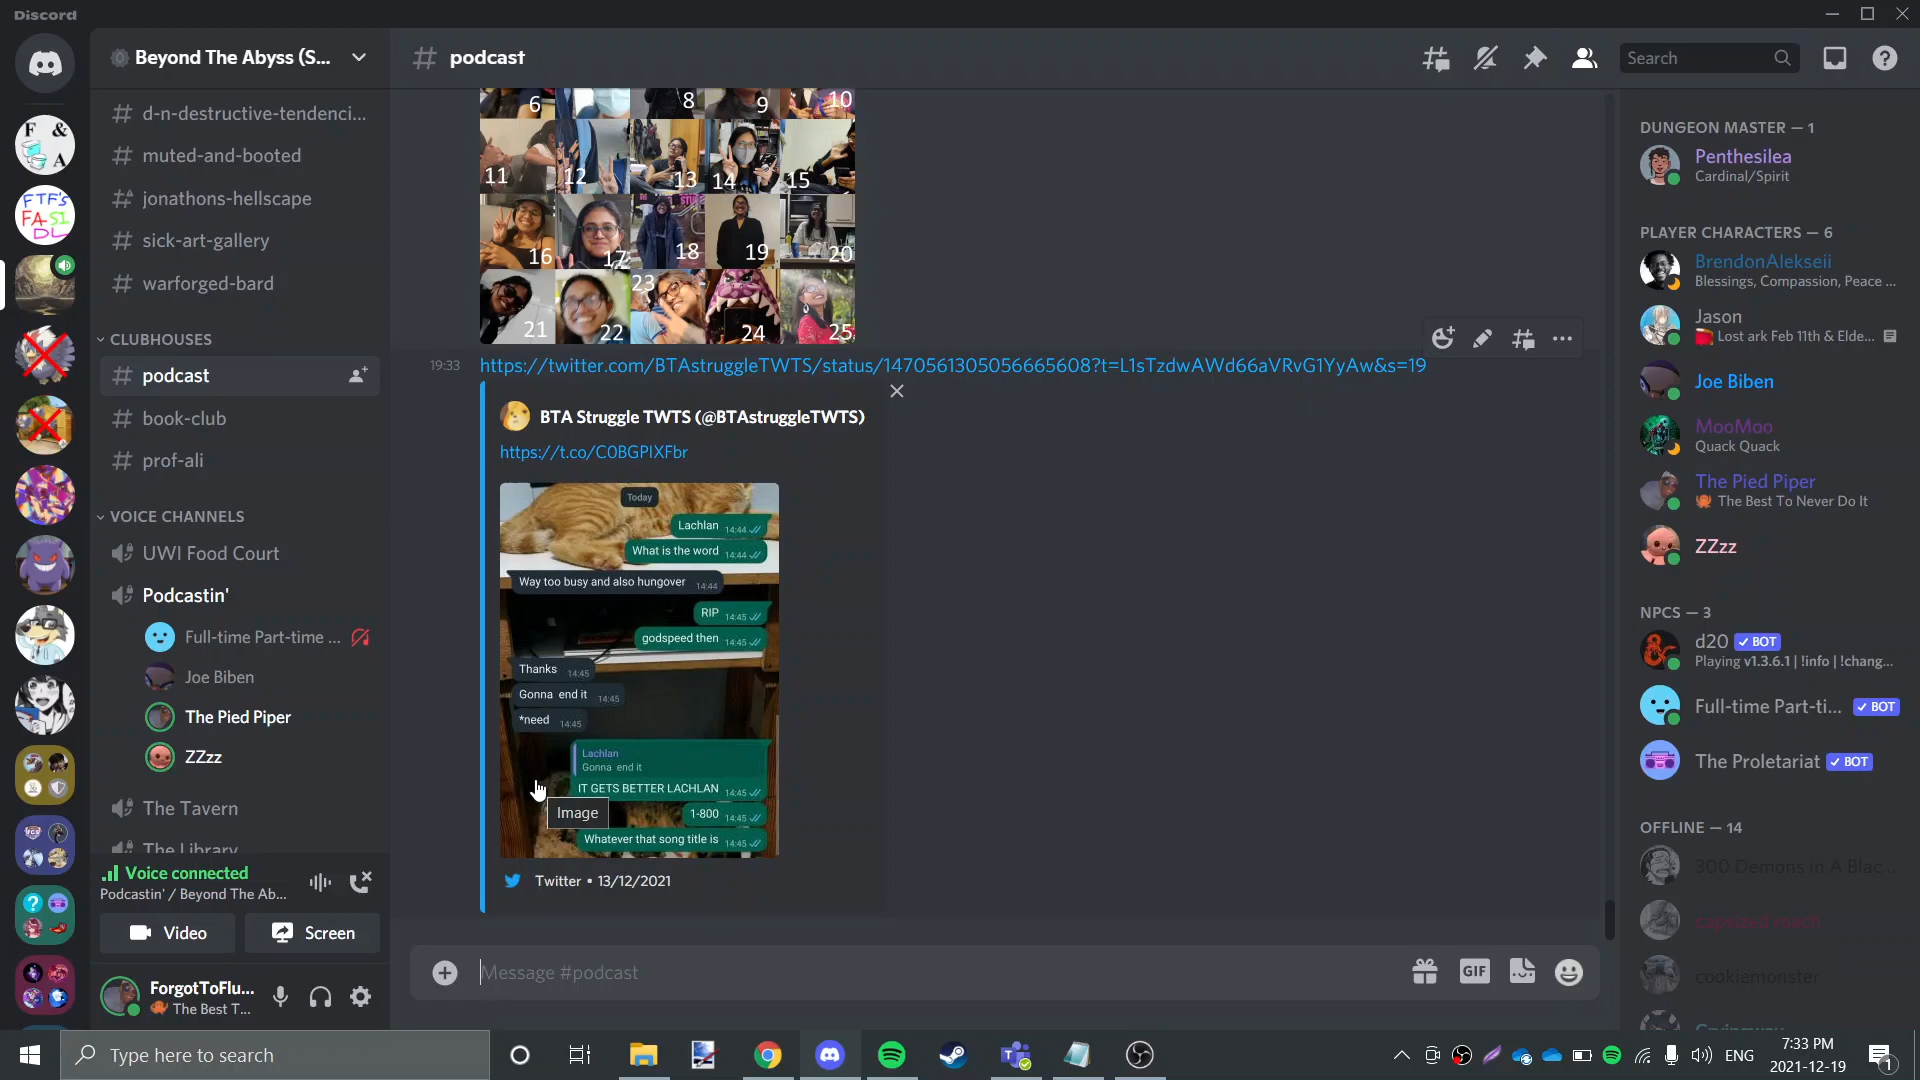 Discord
Beyond The Abyss (S...
# podcast
Search
# d-n-destructive-tendenci...
# muted-and-booted
# jonathons-hellscape
# sick-art-gallery
# warforged-bard
CLUBHOUSES
# podcast
# book-club
# prof-ali
VOICE CHANNELS
UWI Food Court
Podcastin'
Full-time Part-time ...
Joe Biben
The Pied Piper
ZZzz
The Tavern
The Library
Voice connected
Podcastin' / Beyond The Ab...
Video
Screen
ForgotToFlu...
The Best T...
F & A
FTF'S
FASI
DL
6 8 9 10
11 12 13 14 15
16 17 18 19 20
21 22 23 24 25
19:33 https://twitter.com/BTAstruggleTWTS/status/1470561305056665608?t=L1sTzdwAWd66aVRvG1YyAw&s=19
BTA Struggle TWTS (@BTAstruggleTWTS)
https://t.co/C0BGPIXFbr
Today
Lachlan 14:44
What is the word 14:44
Way too busy and also hungover 14:44
RIP 14:45
godspeed then 14:45
Thanks 14:45
Gonna end it 14:45
*need 14:45
Lachlan
Gonna end it
IT GETS BETTER LACHLAN 14:45
1-800 14:45
Whatever that song title is 14:45
Image
Twitter • 13/12/2021
Message #podcast
GIF
DUNGEON MASTER — 1
Penthesilea
Cardinal/Spirit
PLAYER CHARACTERS — 6
BrendonAlekseii
Blessings, Compassion, Peace ...
Jason
Lost ark Feb 11th & Elde...
Joe Biben
MooMoo
Quack Quack
The Pied Piper
The Best To Never Do It
ZZzz
NPCS — 3
d20 BOT
Playing v1.3.6.1 | !info | !chang...
Full-time Part-ti... BOT
The Proletariat BOT
OFFLINE — 14
300 Demons in A Blac...
capsized roach
cookiemonster
Type here to search
ENG
7:33 PM
2021-12-19
1